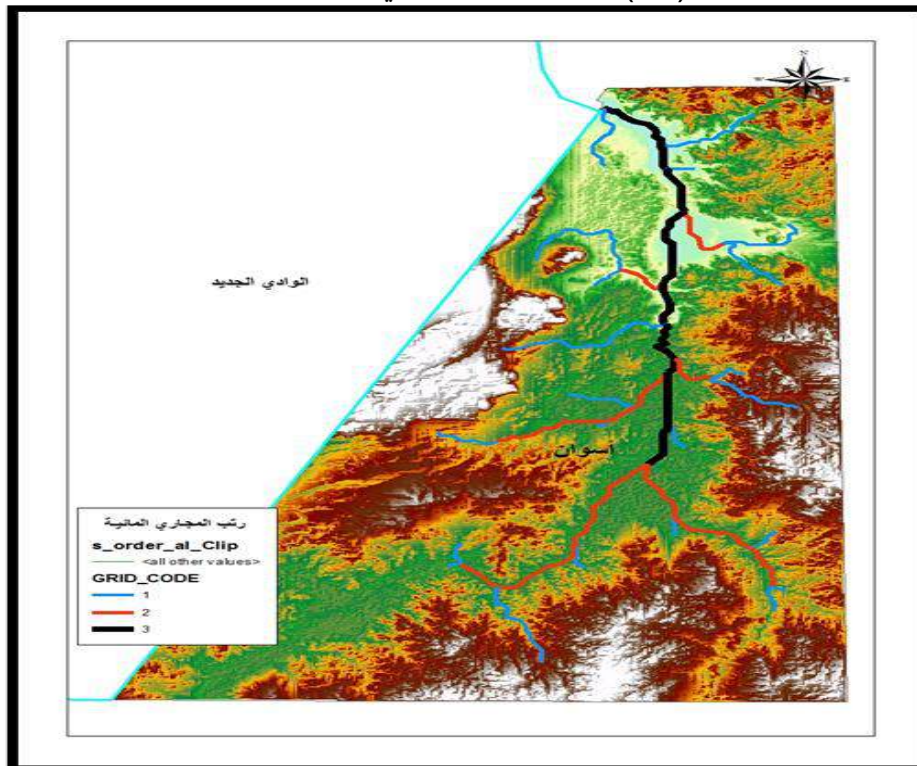 N
W E
S
الوادي الجديد
أسوان
رتب المجاري المائية
s_order_al_Clip
<all other values>
GRID_CODE
1
2
3